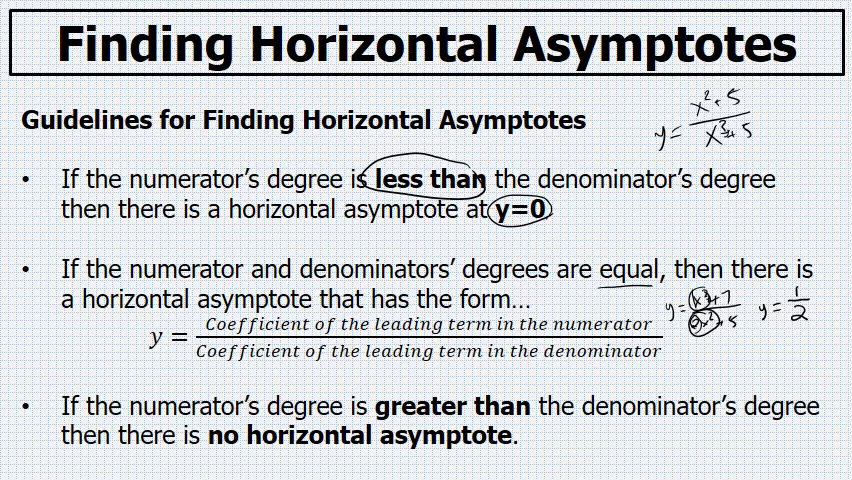 Finding Horizontal Asymptotes
Guidelines for Finding Horizontal Asymptotes
y = (x² + 5)/(x³ + 5)
• If the numerator's degree is less than the denominator's degree
then there is a horizontal asymptote at y=0
• If the numerator and denominators' degrees are equal, then there is
a horizontal asymptote that has the form...
y = Coefficient of the leading term in the numerator
Coefficient of the leading term in the denominator
y = 1/2
• If the numerator's degree is greater than the denominator's degree
then there is no horizontal asymptote.